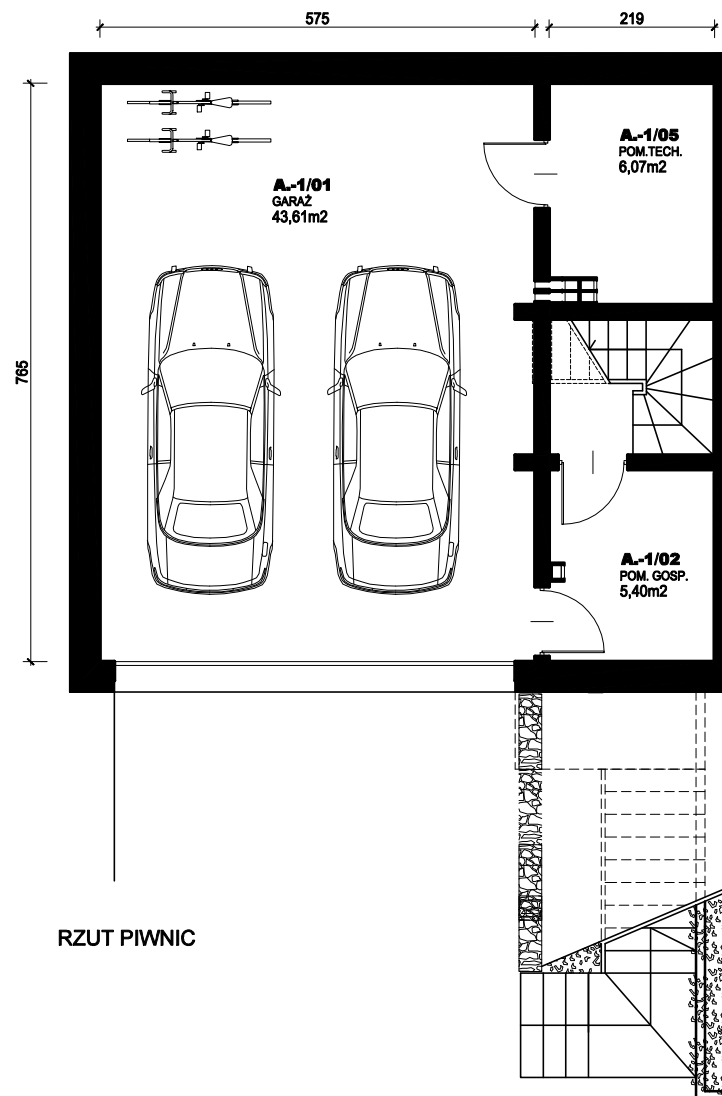 575
219
A.-1/05
POM.TECH.
6,07m2
A.-1/01
GARAŻ
43,61m2
765
A.-1/02
POM. GOSP.
5,40m2
RZUT PIWNIC